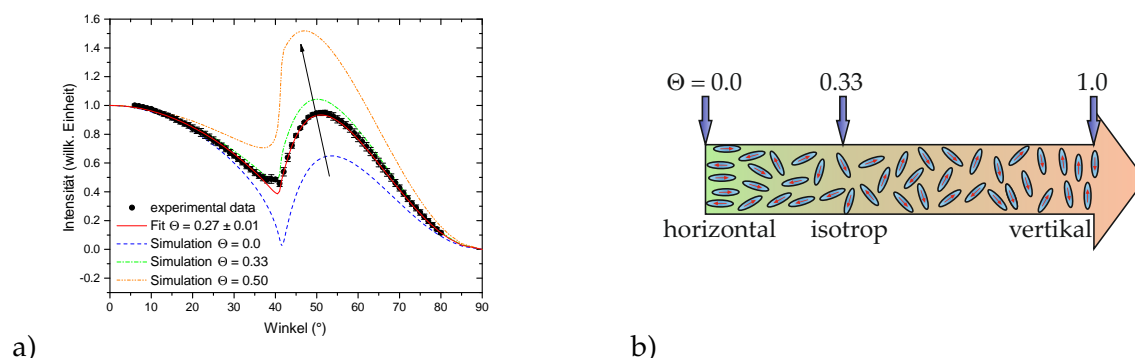 1.6
1.4
1.2
1.0
0.8
0.6
0.4
0.2
0.0
-0.2
Intensität (willk. Einheit)
experimental data
Fit Θ = 0.27 ± 0.01
Simulation Θ = 0.0
Simulation Θ = 0.33
Simulation Θ = 0.50
0 10 20 30 40 50 60 70 80 90
Winkel (°)
a)
Θ = 0.0 0.33 1.0
horizontal isotrop vertikal
b)